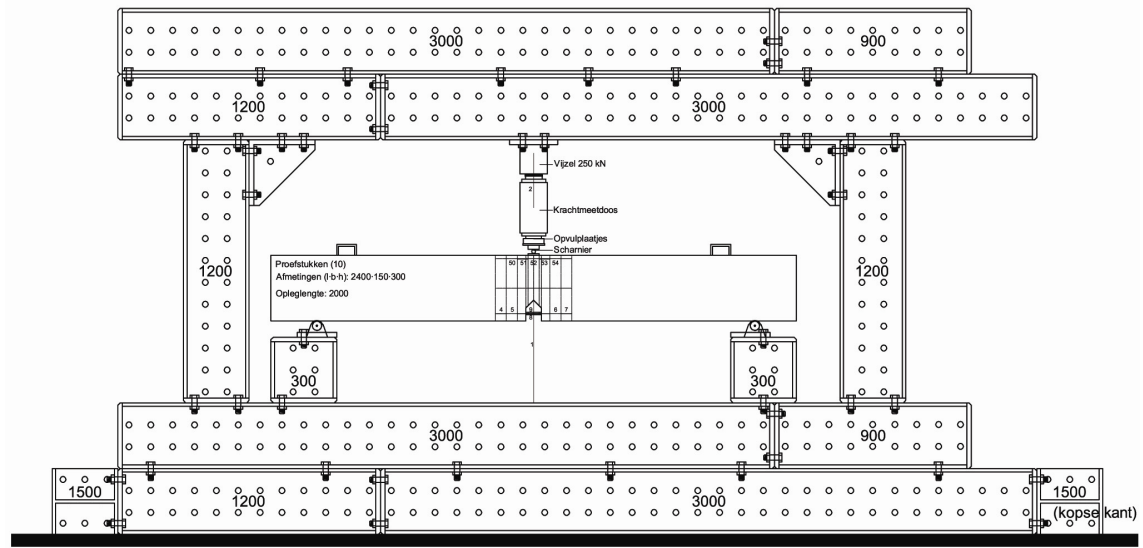 3000
900
1200
3000
Vijzel 250 kN
2
Krachtmeetdoos
Opvulplaatjes
Scharnier
1200
Proefstukken (10)
Afmetingen (l·b·h): 2400·150·300
Opleglengte: 2000
50 51 52 53 54
4 5 9 6 7
8
1
1200
300
300
3000
900
1500
1200
3000
1500
(kopse kant)